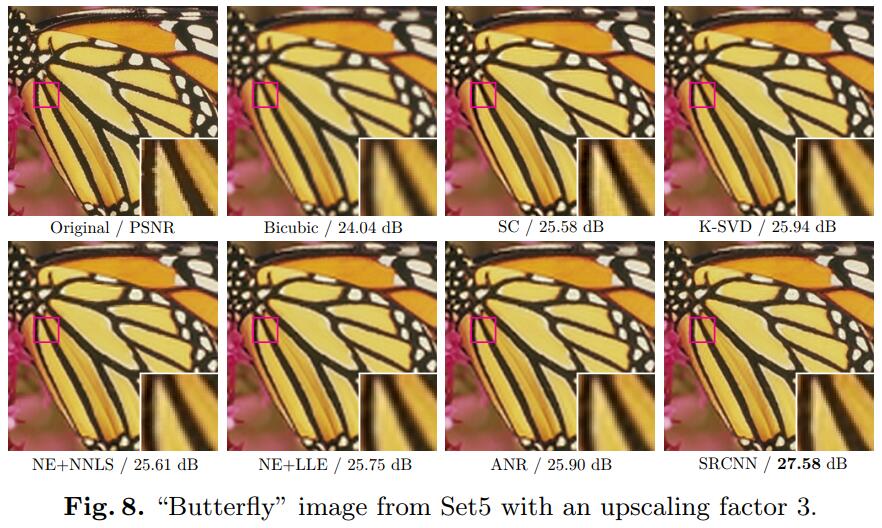 Original / PSNR
Bicubic / 24.04 dB
SC / 25.58 dB
K-SVD / 25.94 dB
NE+NNLS / 25.61 dB
NE+LLE / 25.75 dB
ANR / 25.90 dB
SRCNN / 27.58 dB
Fig. 8. “Butterfly” image from Set5 with an upscaling factor 3.